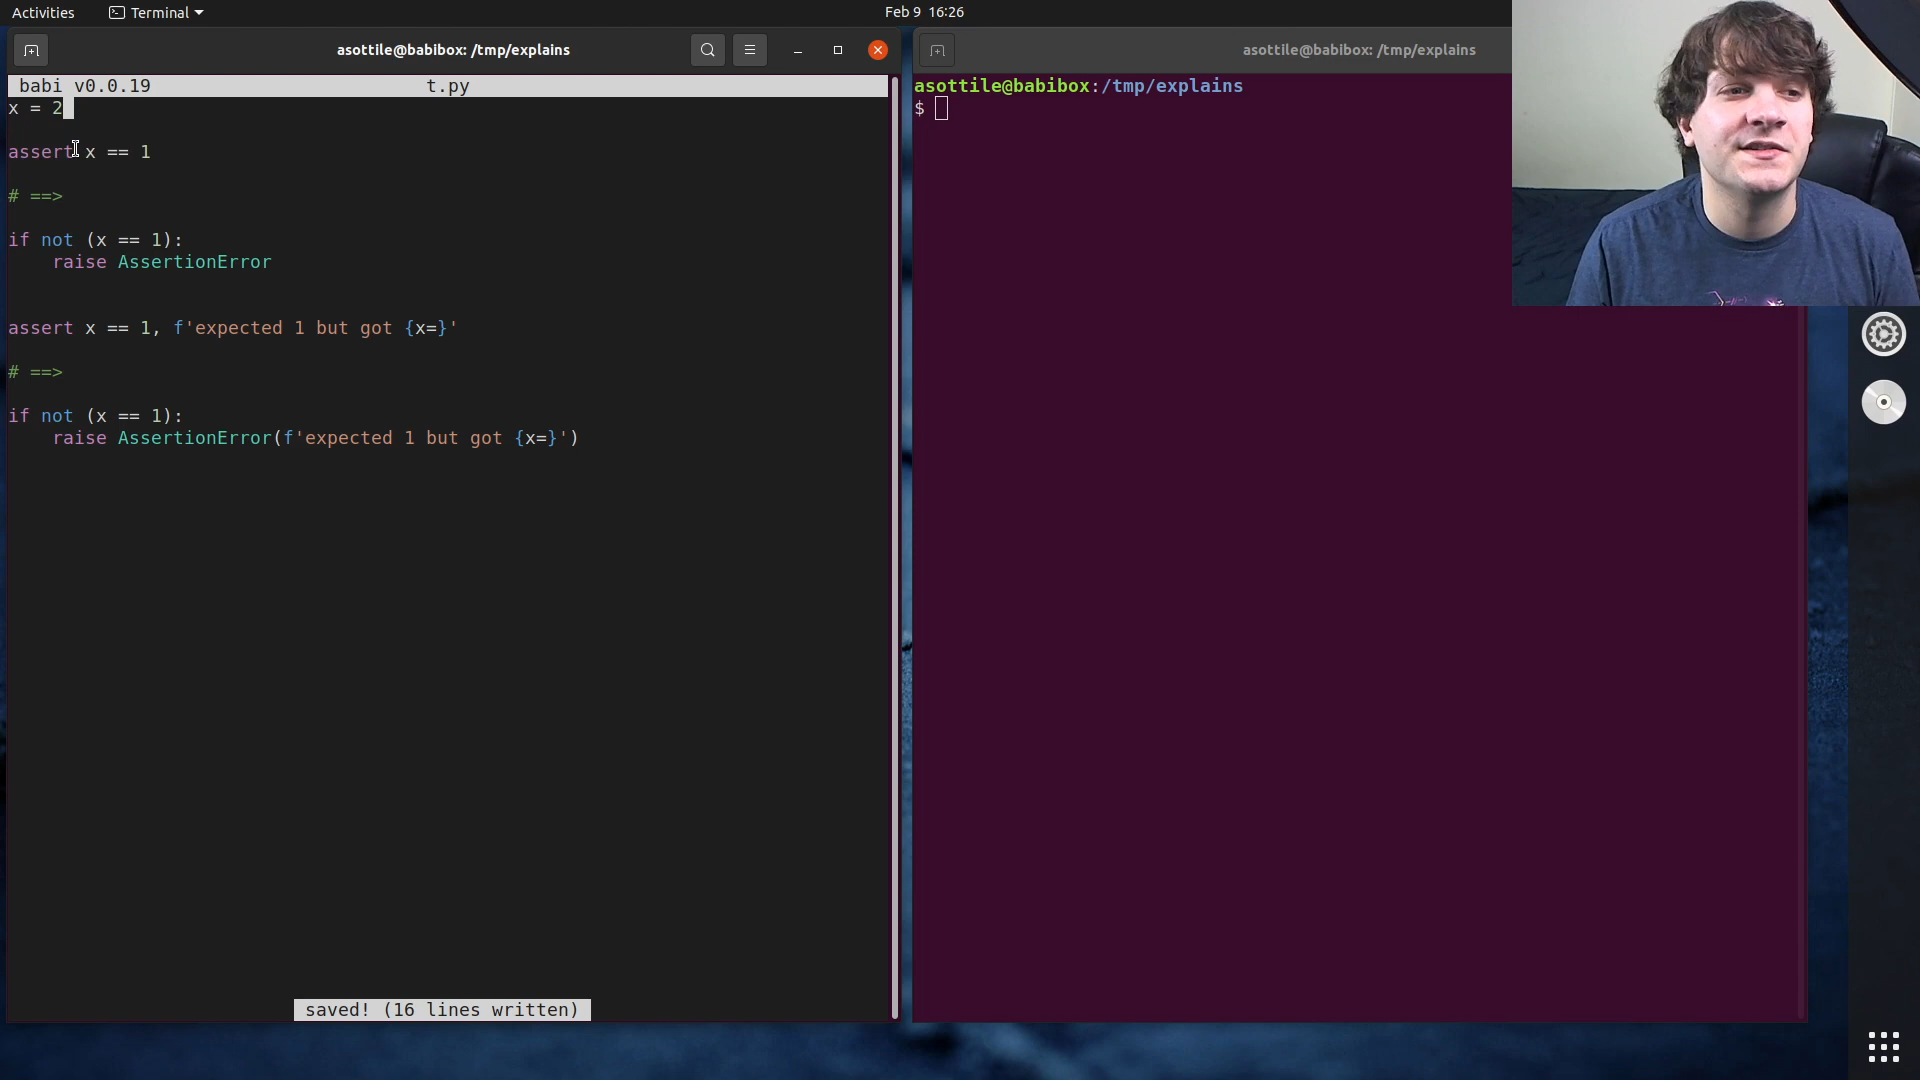 Activities
Terminal
Feb 9 16:26
asottile@babibox: /tmp/explains
asottile@babibox: /tmp/explains
babi v0.0.19
t.py
x = 2
assert x == 1
# ==>
if not (x == 1):
    raise AssertionError
assert x == 1, f'expected 1 but got {x=}'
# ==>
if not (x == 1):
    raise AssertionError(f'expected 1 but got {x=}')
saved! (16 lines written)
asottile@babibox:/tmp/explains
$